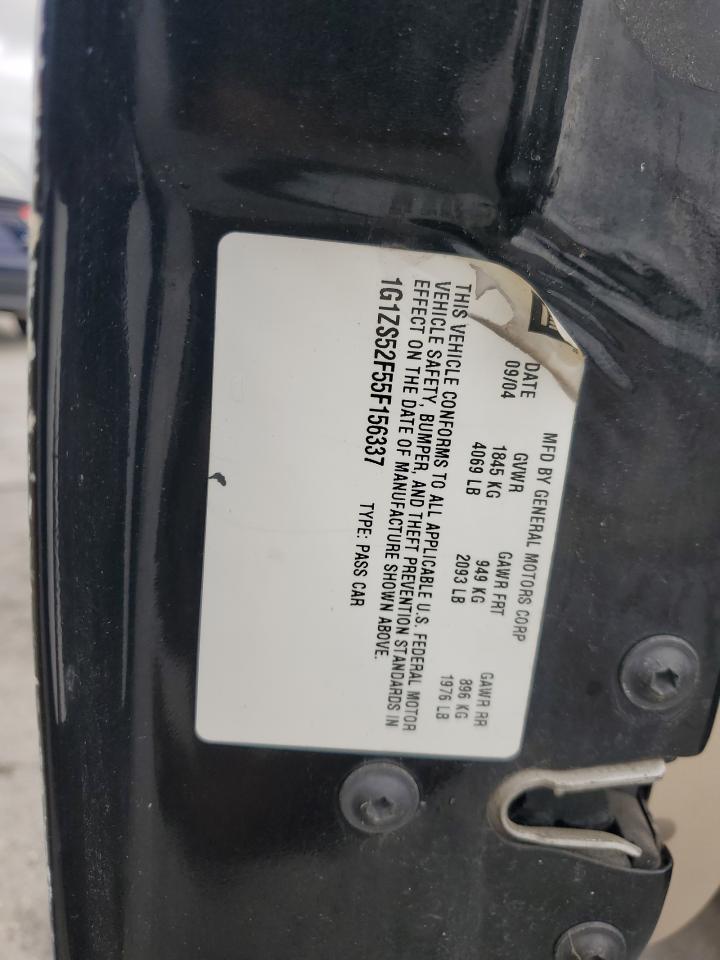 MFD BY GENERAL MOTORS CORP
DATE GVWR GAWR FRT GAWR RR
09/04 1845 KG 949 KG 896 KG
4069 LB 2093 LB 1976 LB
THIS VEHICLE CONFORMS TO ALL APPLICABLE U.S. FEDERAL MOTOR
VEHICLE SAFETY, BUMPER, AND THEFT PREVENTION STANDARDS IN
EFFECT ON THE DATE OF MANUFACTURE SHOWN ABOVE.
1G1ZS52F55F156337 TYPE: PASS CAR